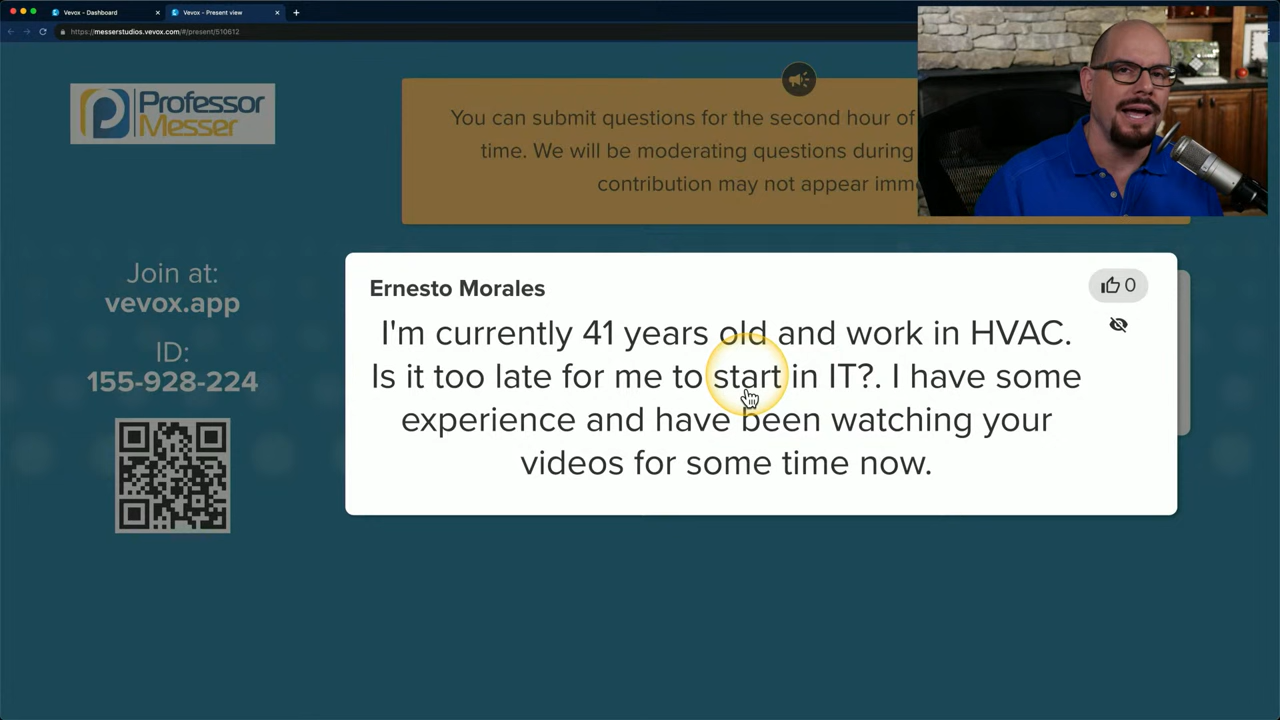 Vevox - Dashboard
Vevox - Present view
https://messerstudios.vevox.com/#/present/510612
Professor
Messer
You can submit questions for the second hour of
time. We will be moderating questions during
contribution may not appear
Join at:
vevox.app
ID:
155-928-224
Ernesto Morales
0
I'm currently 41 years old and work in HVAC.
Is it too late for me to start in IT?. I have some
experience and have been watching your
videos for some time now.